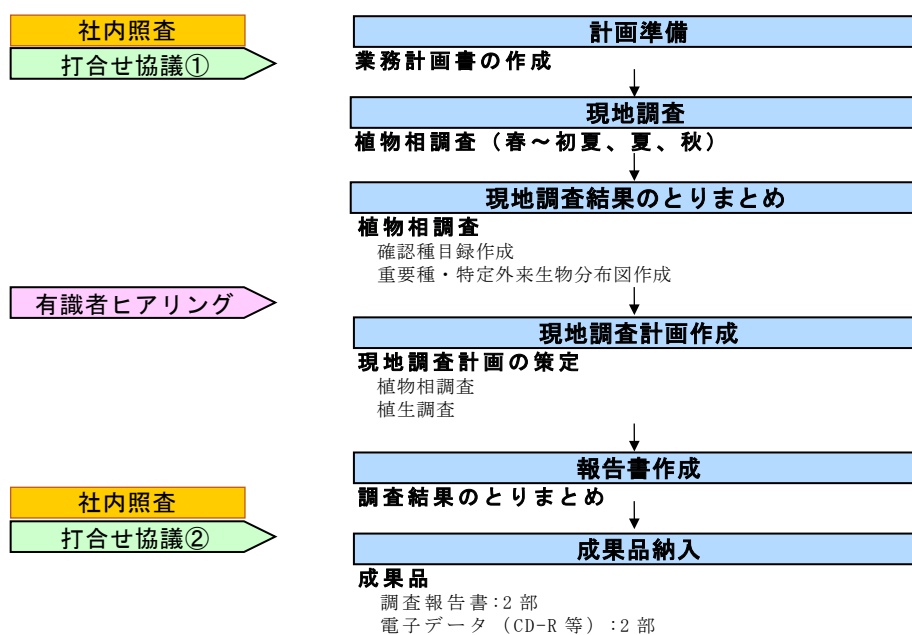 社内照査
打合せ協議①
計画準備
業務計画書の作成
現地調査
植物相調査（春～初夏、夏、秋）
現地調査結果のとりまとめ
植物相調査
確認種目録作成
重要種・特定外来生物分布図作成
有識者ヒアリング
現地調査計画作成
現地調査計画の策定
植物相調査
植生調査
報告書作成
調査結果のとりまとめ
社内照査
打合せ協議②
成果品納入
成果品
調査報告書:2 部
電子データ（CD-R 等）:2 部